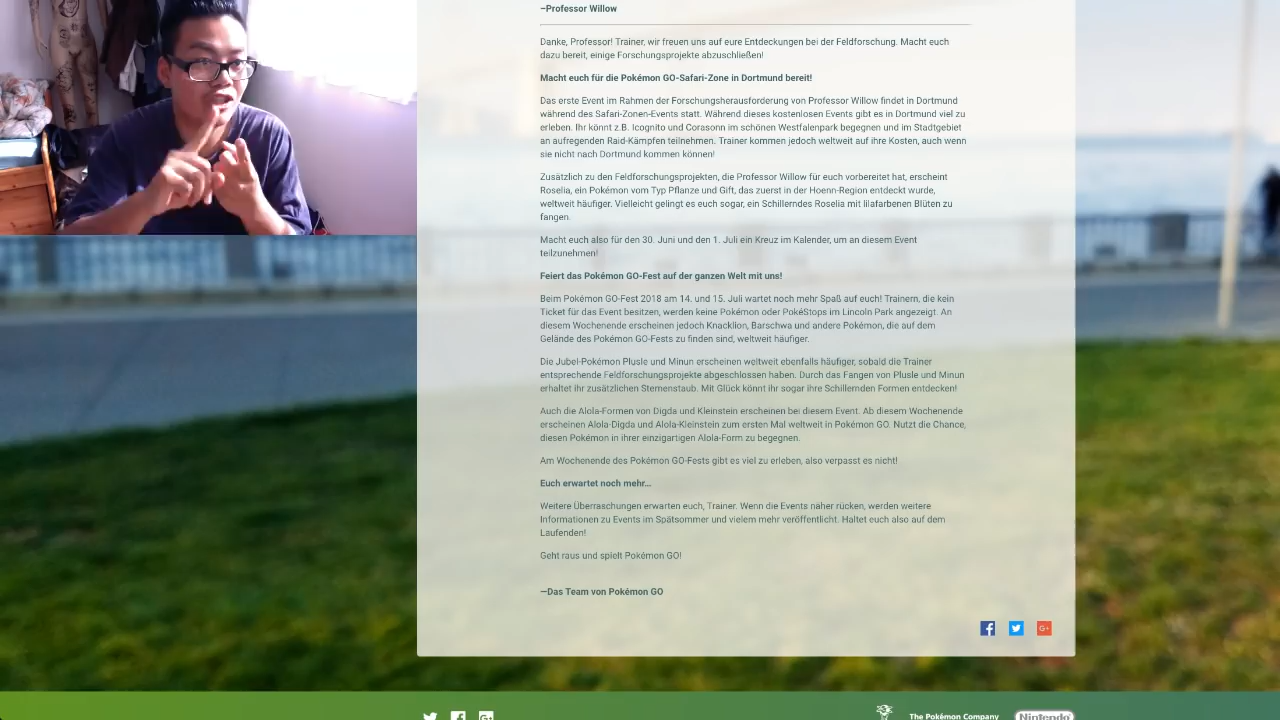 –Professor Willow
Danke, Professor! Trainer, wir freuen uns auf eure Entdeckungen bei der Feldforschung. Macht euch
dazu bereit, einige Forschungsprojekte abzuschließen!
Macht euch für die Pokémon GO-Safari-Zone in Dortmund bereit!
Das erste Event im Rahmen der Forschungsherausforderung von Professor Willow findet in Dortmund
während des Safari-Zonen-Events statt. Während dieses kostenlosen Events gibt es in Dortmund viel zu
erleben. Ihr könnt z.B. Icognito und Corasonn im schönen Westfalenpark begegnen und im Stadtgebiet
an aufregenden Raid-Kämpfen teilnehmen. Trainer kommen jedoch weltweit auf ihre Kosten, auch wenn
sie nicht nach Dortmund kommen können!
Zusätzlich zu den Feldforschungsprojekten, die Professor Willow für euch vorbereitet hat, erscheint
Roselia, ein Pokémon vom Typ Pflanze und Gift, das zuerst in der Hoenn-Region entdeckt wurde,
weltweit häufiger. Vielleicht gelingt es euch sogar, ein Schillerndes Roselia mit lilafarbenen Blüten zu
fangen.
Macht euch also für den 30. Juni und den 1. Juli ein Kreuz im Kalender, um an diesem Event
teilzunehmen!
Feiert das Pokémon GO-Fest auf der ganzen Welt mit uns!
Beim Pokémon GO-Fest 2018 am 14. und 15. Juli wartet noch mehr Spaß auf euch! Trainern, die kein
Ticket für das Event besitzen, werden keine Pokémon oder PokéStops im Lincoln Park angezeigt. An
diesem Wochenende erscheinen jedoch Knacklion, Barschwa und andere Pokémon, die auf dem
Gelände des Pokémon GO-Fests zu finden sind, weltweit häufiger.
Die Jubel-Pokémon Plusle und Minun erscheinen weltweit ebenfalls häufiger, sobald die Trainer
entsprechende Feldforschungsprojekte abgeschlossen haben. Durch das Fangen von Plusle und Minun
erhaltet ihr zusätzlichen Sternenstaub. Mit Glück könnt ihr sogar ihre Schillernden Formen entdecken!
Auch die Alola-Formen von Digda und Kleinstein erscheinen bei diesem Event. Ab diesem Wochenende
erscheinen Alola-Digda und Alola-Kleinstein zum ersten Mal weltweit in Pokémon GO. Nutzt die Chance,
diesen Pokémon in ihrer einzigartigen Alola-Form zu begegnen.
Am Wochenende des Pokémon GO-Fests gibt es viel zu erleben, also verpasst es nicht!
Euch erwartet noch mehr…
Weitere Überraschungen erwarten euch, Trainer. Wenn die Events näher rücken, werden weitere
Informationen zu Events im Spätsommer und vielem mehr veröffentlicht. Haltet euch also auf dem
Laufenden!
Geht raus und spielt Pokémon GO!
—Das Team von Pokémon GO
G+
G+
The Pokémon Company
Nintendo